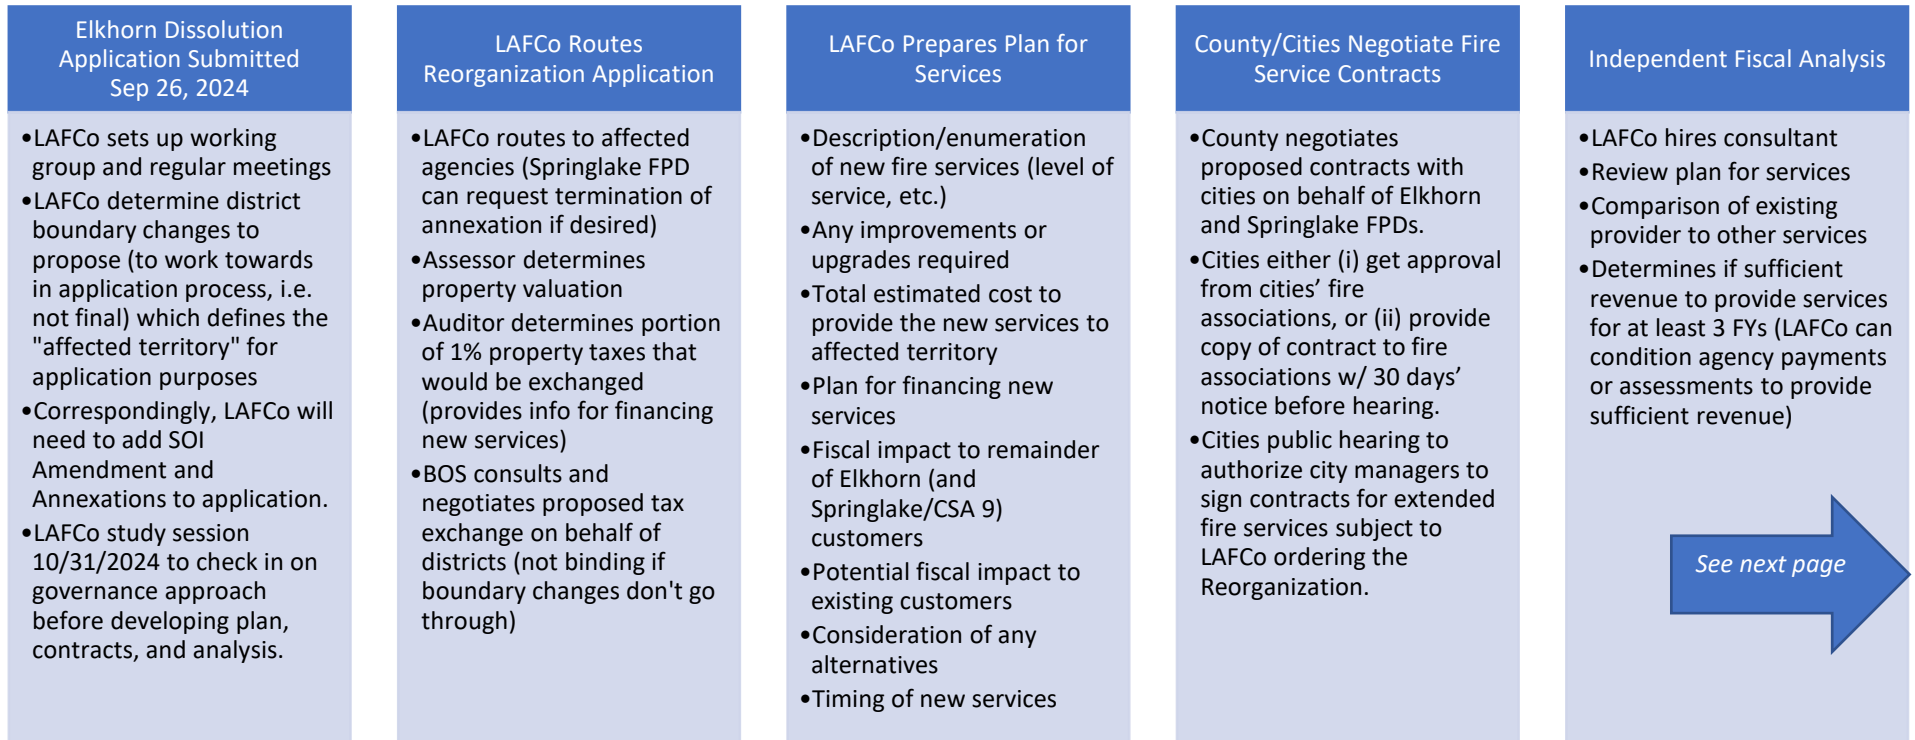 Elkhorn Dissolution
Application Submitted
Sep 26, 2024
•LAFCo sets up working
group and regular meetings
•LAFCo determine district
boundary changes to
propose (to work towards
in application process, i.e.
not final) which defines the
"affected territory" for
application purposes
•Correspondingly, LAFCo will
need to add SOI
Amendment and
Annexations to application.
•LAFCo study session
10/31/2024 to check in on
governance approach
before developing plan,
contracts, and analysis.
LAFCo Routes
Reorganization Application
•LAFCo routes to affected
agencies (Springlake FPD
can request termination of
annexation if desired)
•Assessor determines
property valuation
•Auditor determines portion
of 1% property taxes that
would be exchanged
(provides info for financing
new services)
•BOS consults and
negotiates proposed tax
exchange on behalf of
districts (not binding if
boundary changes don't go
through)
LAFCo Prepares Plan for
Services
•Description/enumeration
of new fire services (level of
service, etc.)
•Any improvements or
upgrades required
•Total estimated cost to
provide the new services to
affected territory
•Plan for financing new
services
•Fiscal impact to remainder
of Elkhorn (and
Springlake/CSA 9)
customers
•Potential fiscal impact to
existing customers
•Consideration of any
alternatives
•Timing of new services
County/Cities Negotiate Fire
Service Contracts
•County negotiates
proposed contracts with
cities on behalf of Elkhorn
and Springlake FPDs.
•Cities either (i) get approval
from cities’ fire
associations, or (ii) provide
copy of contract to fire
associations w/ 30 days’
notice before hearing.
•Cities public hearing to
authorize city managers to
sign contracts for extended
fire services subject to
LAFCo ordering the
Reorganization.
Independent Fiscal Analysis
•LAFCo hires consultant
•Review plan for services
•Comparison of existing
provider to other services
•Determines if sufficient
revenue to provide services
for at least 3 FYs (LAFCo can
condition agency payments
or assessments to provide
sufficient revenue)
See next page